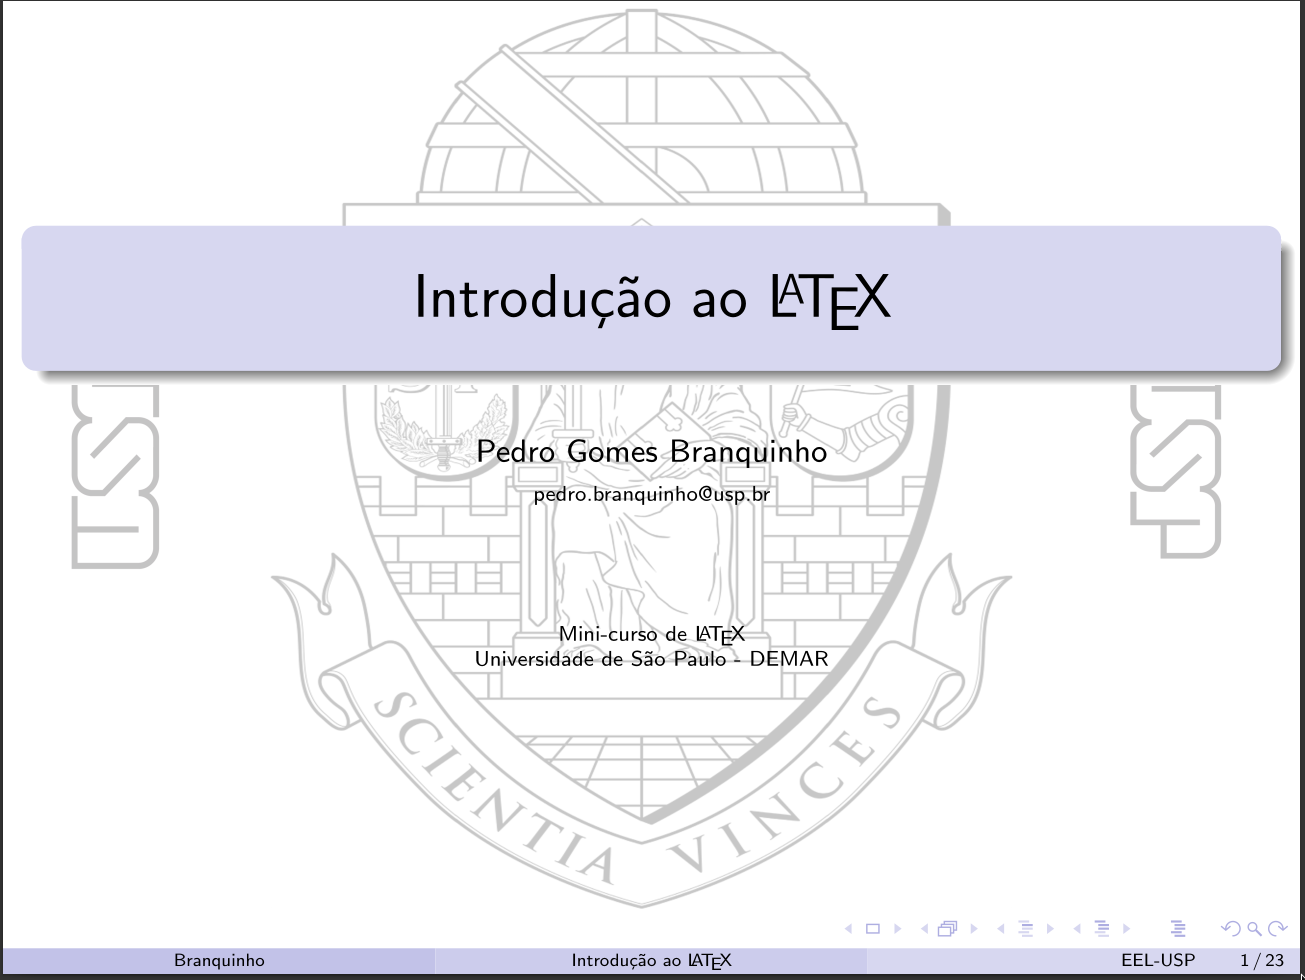 Introdução ao LATEX
USP
USP
Pedro Gomes Branquinho
pedro.branquinho@usp.br
Mini-curso de LATEX
Universidade de São Paulo - DEMAR
SCIENTIA VINCES
Branquinho
Introdução ao LATEX
EEL-USP
1 / 23